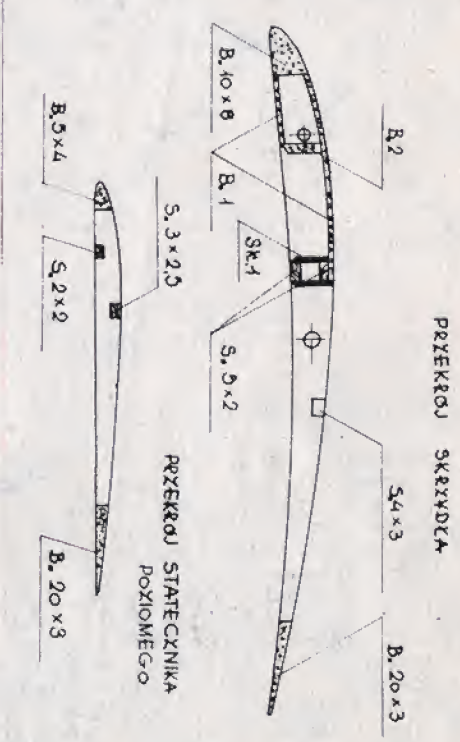 PRZEKRÓJ SKRZYDŁA
B. 2
S. 4 × 3
B. 20 × 3
B. 10 × 8
B. 1
Sk. 1
S. 5 × 2
S. 3 × 2,5
PRZEKRÓJ STATECZNIKA
POZIOMEGO
B. 5 × 4
S. 2 × 2
B. 20 × 3